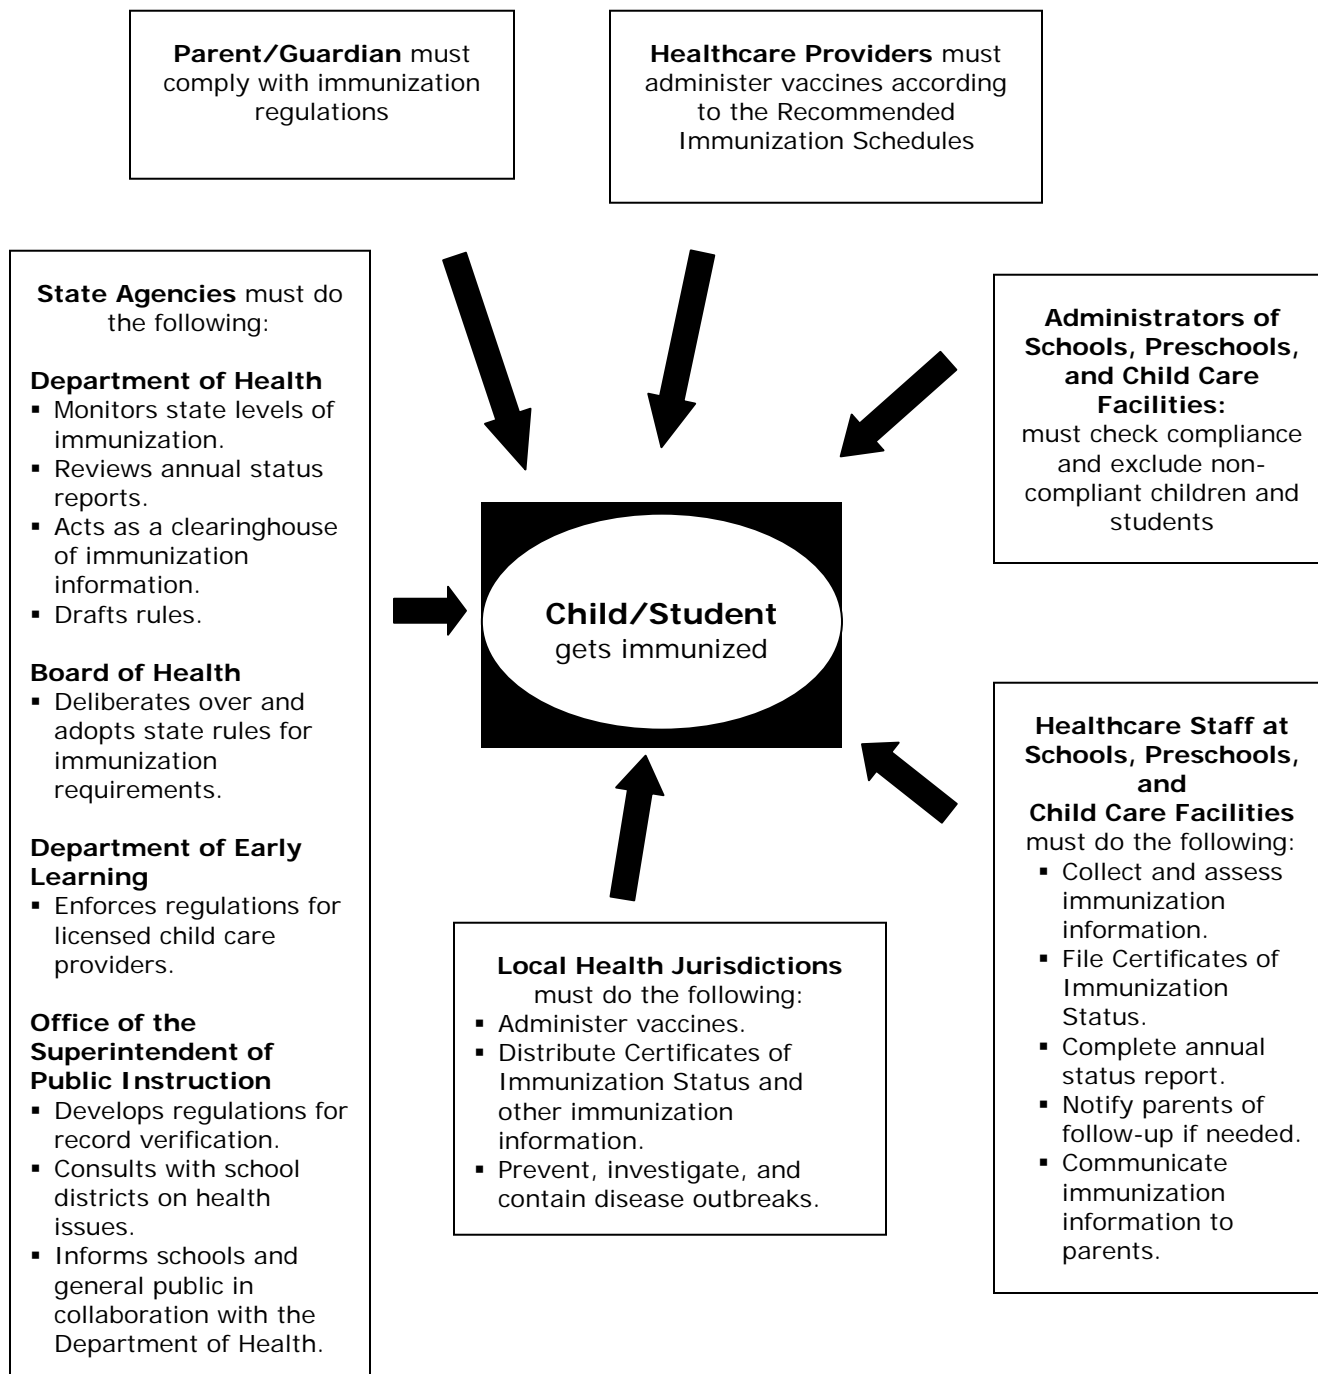 Parent/Guardian must
comply with immunization
regulations
Healthcare Providers must
administer vaccines according
to the Recommended
Immunization Schedules
State Agencies must do
the following:
Department of Health
▪ Monitors state levels of
immunization.
▪ Reviews annual status
reports.
▪ Acts as a clearinghouse
of immunization
information.
▪ Drafts rules.
Board of Health
▪ Deliberates over and
adopts state rules for
immunization
requirements.
Department of Early
Learning
▪ Enforces regulations for
licensed child care
providers.
Office of the
Superintendent of
Public Instruction
▪ Develops regulations for
record verification.
▪ Consults with school
districts on health
issues.
▪ Informs schools and
general public in
collaboration with the
Department of Health.
Child/Student
gets immunized
Local Health Jurisdictions
must do the following:
▪ Administer vaccines.
▪ Distribute Certificates of
Immunization Status and
other immunization
information.
▪ Prevent, investigate, and
contain disease outbreaks.
Administrators of
Schools, Preschools,
and Child Care
Facilities:
must check compliance
and exclude non-
compliant children and
students
Healthcare Staff at
Schools, Preschools,
and
Child Care Facilities
must do the following:
▪ Collect and assess
immunization
information.
▪ File Certificates of
Immunization
Status.
▪ Complete annual
status report.
▪ Notify parents of
follow-up if needed.
▪ Communicate
immunization
information to
parents.